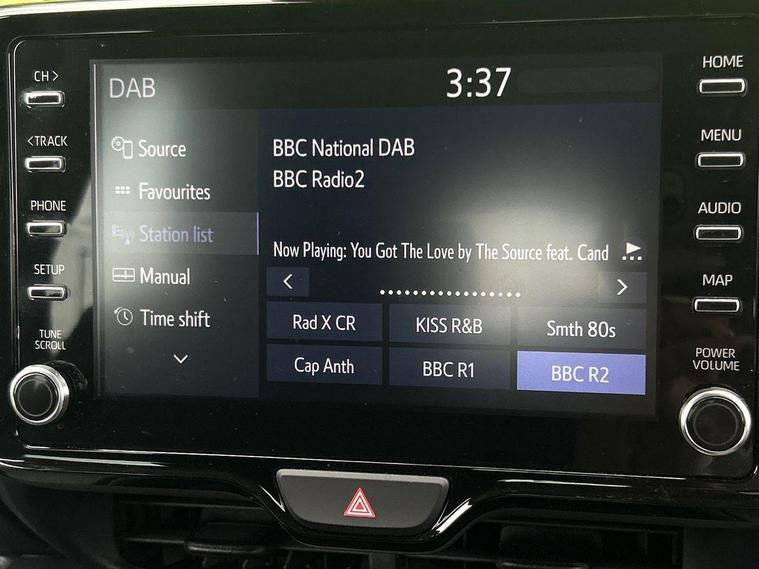 CH >
< TRACK
PHONE
SETUP
TUNE
SCROLL
DAB
3:37
Source
Favourites
Station list
Manual
Time shift
BBC National DAB
BBC Radio2
Now Playing: You Got The Love by The Source feat. Cand
Rad X CR
KISS R&B
Smth 80s
Cap Anth
BBC R1
BBC R2
HOME
MENU
AUDIO
MAP
POWER
VOLUME